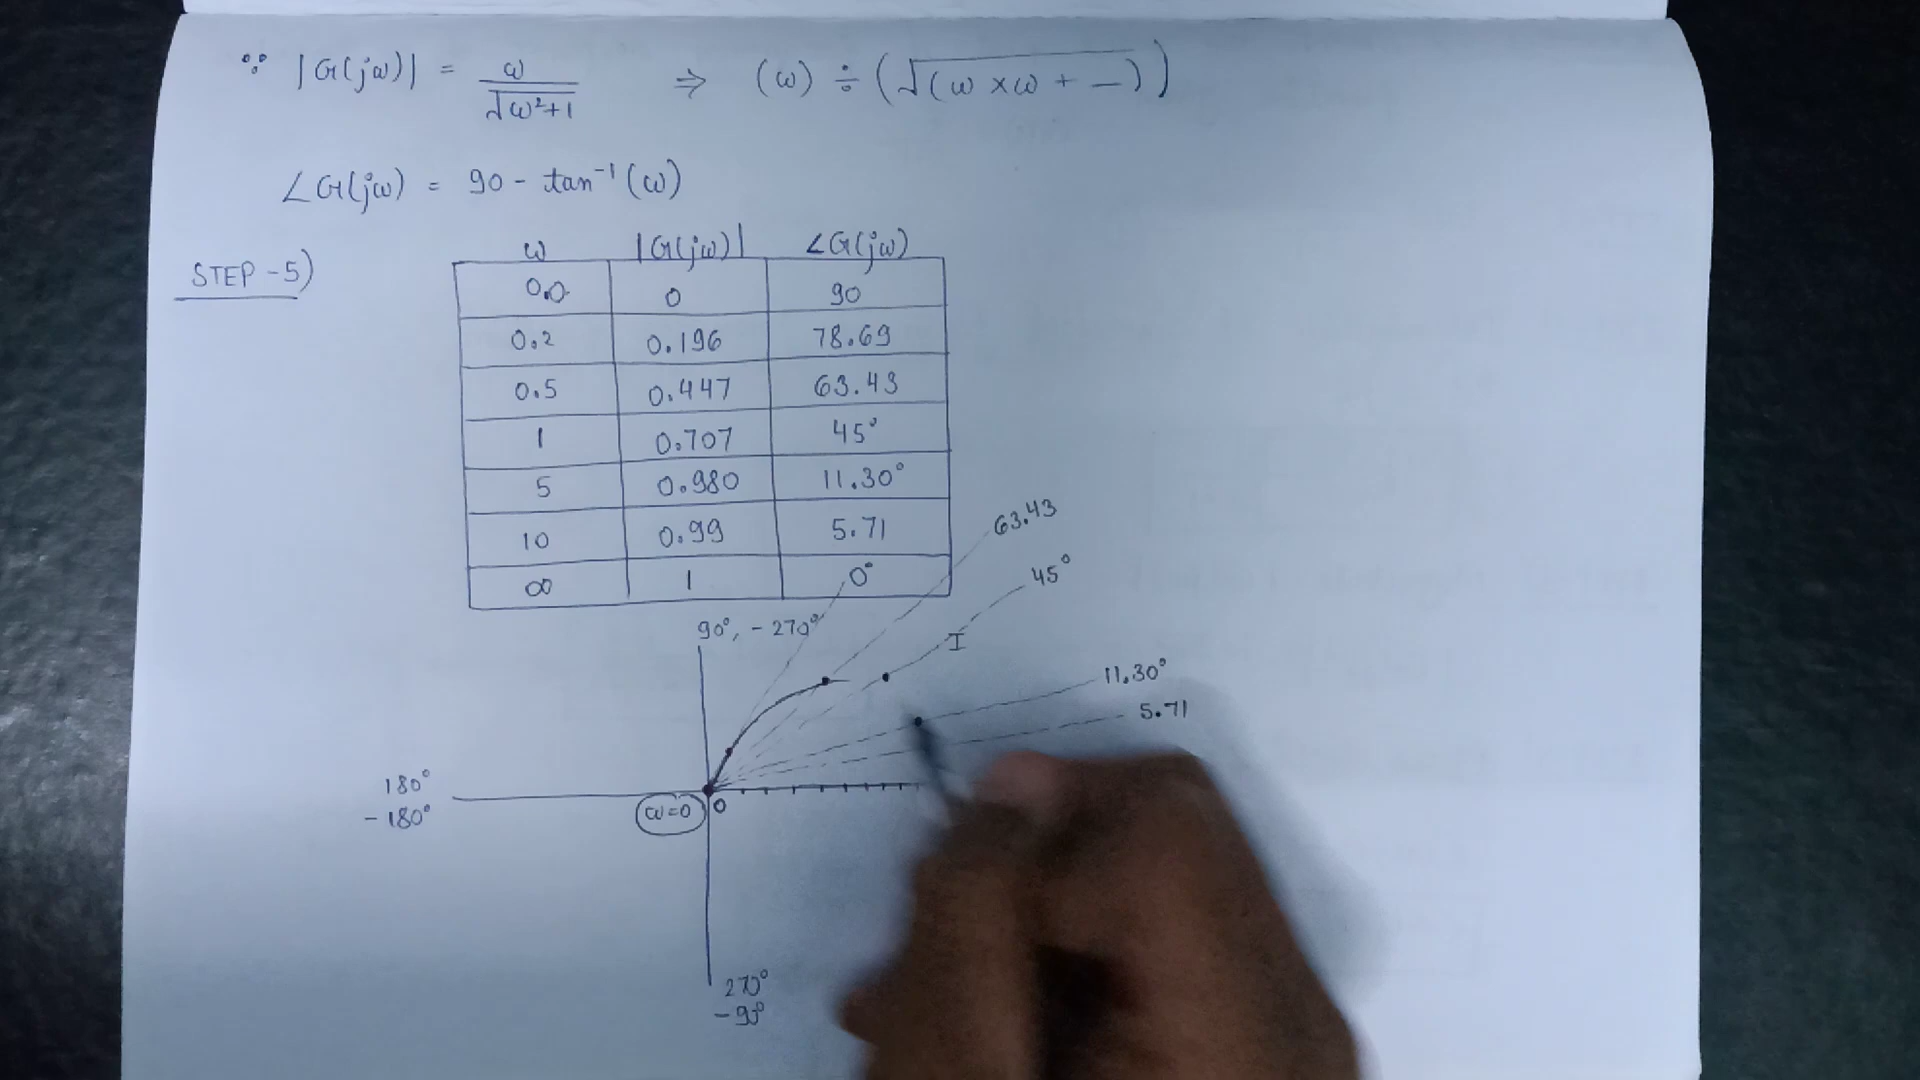 ∵ |G(jω)| = ω/√ω²+1 ⇒ (ω) ÷ (√(ω×ω + —))
∠G(jω) = 90 - tan⁻¹(ω)
STEP-5)
ω |G(jω)| ∠G(jω)
0.0 0 90
0.2 0.196 78.69
0.5 0.447 63.43
1 0.707 45°
5 0.980 11.30°
10 0.99 5.71
∞ 1 0°
63.43
45°
90°, -270°
I
11.30°
5.71
180°
-180°
ω=0 0
270°
-90°